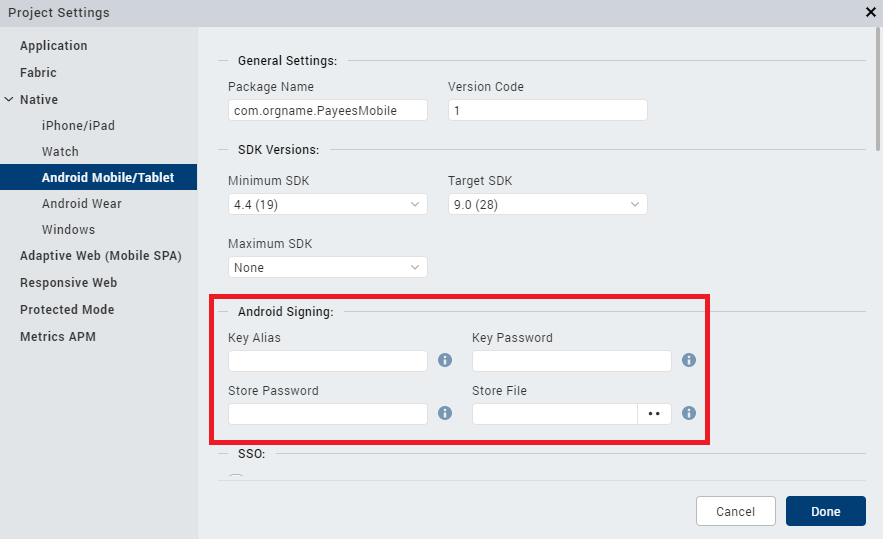 Project Settings
Application
Fabric
Native
iPhone/iPad
Watch
Android Mobile/Tablet
Android Wear
Windows
Adaptive Web (Mobile SPA)
Responsive Web
Protected Mode
Metrics APM
General Settings:
Package Name Version Code
com.orgname.PayeesMobile 1
SDK Versions:
Minimum SDK Target SDK
4.4 (19) 9.0 (28)
Maximum SDK
None
Android Signing:
Key Alias Key Password
Store Password Store File
SSO:
Cancel Done